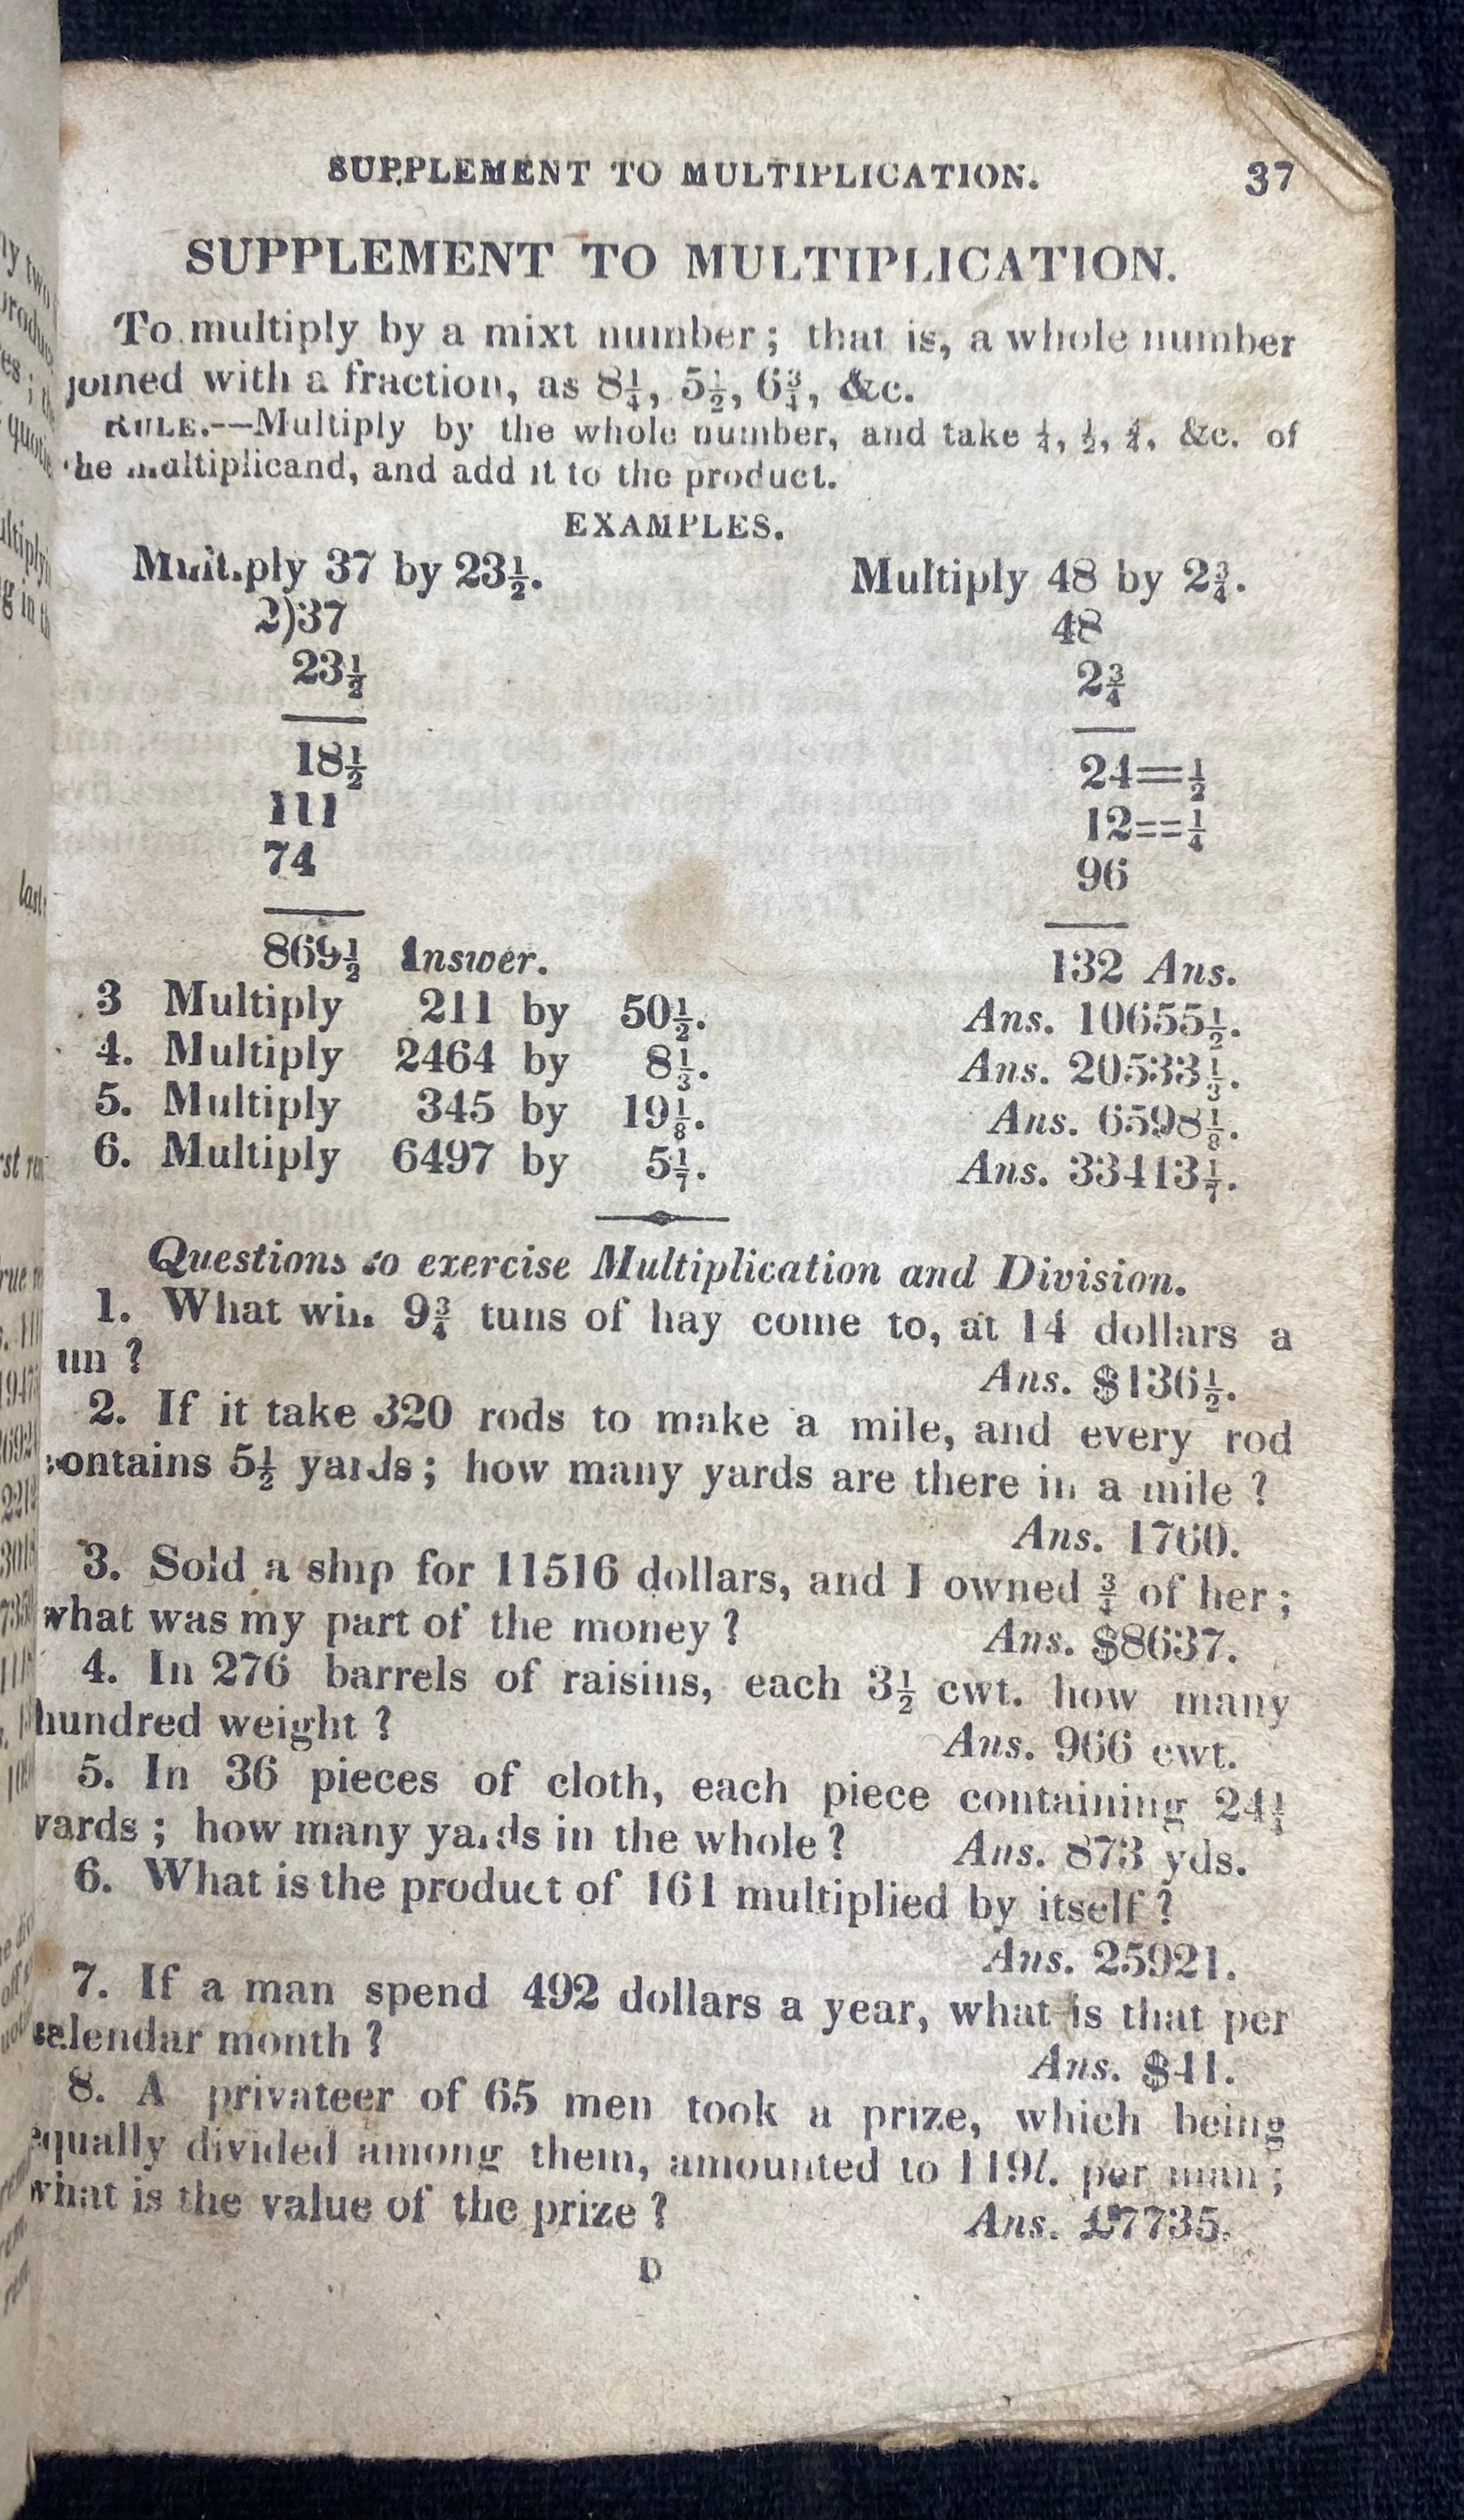 SUPPLEMENT TO MULTIPLICATION. 37
SUPPLEMENT TO MULTIPLICATION.
To multiply by a mixt number; that is, a whole number
joined with a fraction, as 8¼, 5½, 6¾, &c.
RULE.--Multiply by the whole number, and take ¼, ½, ¾, &c. of
the multiplicand, and add it to the product.
EXAMPLES.
Multiply 37 by 23½.
2)37
23½
18½
111
74
869½ Answer.
Multiply 48 by 2¾.
48
2¾
24=½
12==¼
96
132 Ans.
3 Multiply 211 by 50½. Ans. 10655½.
4. Multiply 2464 by 8⅓. Ans. 20533⅓.
5. Multiply 345 by 19⅛. Ans. 6598⅛.
6. Multiply 6497 by 5⅐. Ans. 33413⅐.
Questions to exercise Multiplication and Division.
1. What will 9¾ tuns of hay come to, at 14 dollars a
tun ? Ans. $136½.
2. If it take 320 rods to make a mile, and every rod
contains 5½ yards; how many yards are there in a mile ?
Ans. 1760.
3. Sold a ship for 11516 dollars, and I owned ¾ of her;
what was my part of the money ? Ans. $8637.
4. In 276 barrels of raisins, each 3½ cwt. how many
hundred weight ? Ans. 966 cwt.
5. In 36 pieces of cloth, each piece containing 24¼
yards; how many yards in the whole ? Ans. 873 yds.
6. What is the product of 161 multiplied by itself ?
Ans. 25921.
7. If a man spend 492 dollars a year, what is that per
calendar month ? Ans. $41.
8. A privateer of 65 men took a prize, which being
equally divided among them, amounted to 119l. per man;
what is the value of the prize ? Ans. £7735.
D